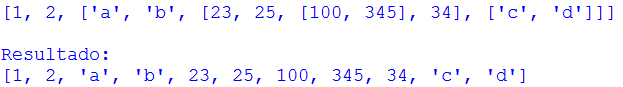 [1, 2, ['a', 'b', [23, 25, [100, 345], 34], ['c', 'd']]]
Resultado:
[1, 2, 'a', 'b', 23, 25, 100, 345, 34, 'c', 'd']